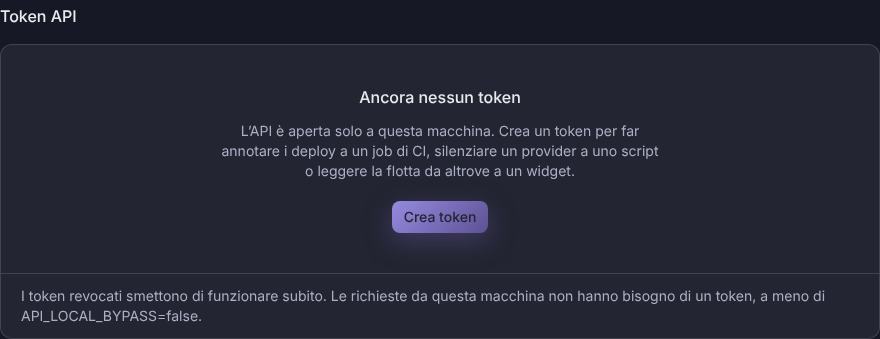 Token API
Ancora nessun token
L’API è aperta solo a questa macchina. Crea un token per far
annotare i deploy a un job di CI, silenziare un provider a uno script
o leggere la flotta da altrove a un widget.
Crea token
I token revocati smettono di funzionare subito. Le richieste da questa macchina non hanno bisogno di un token, a meno di
API_LOCAL_BYPASS=false.